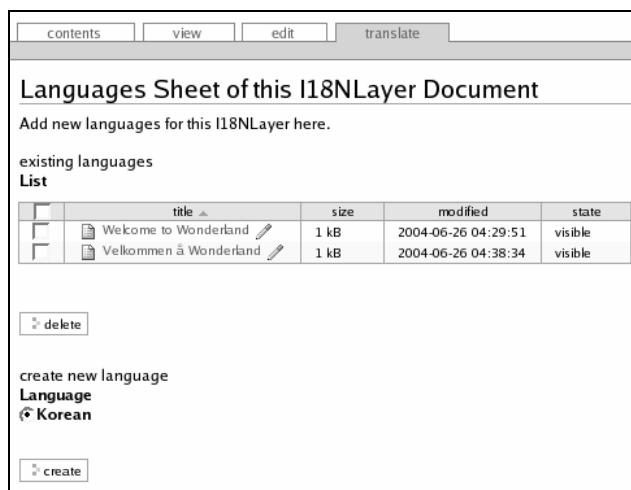 contents view edit translate
Languages Sheet of this I18NLayer Document
Add new languages for this I18NLayer here.
existing languages
List
title size modified state
Welcome to Wonderland 1 kB 2004-06-26 04:29:51 visible
Velkommen å Wonderland 1 kB 2004-06-26 04:38:34 visible
delete
create new language
Language
Korean
create